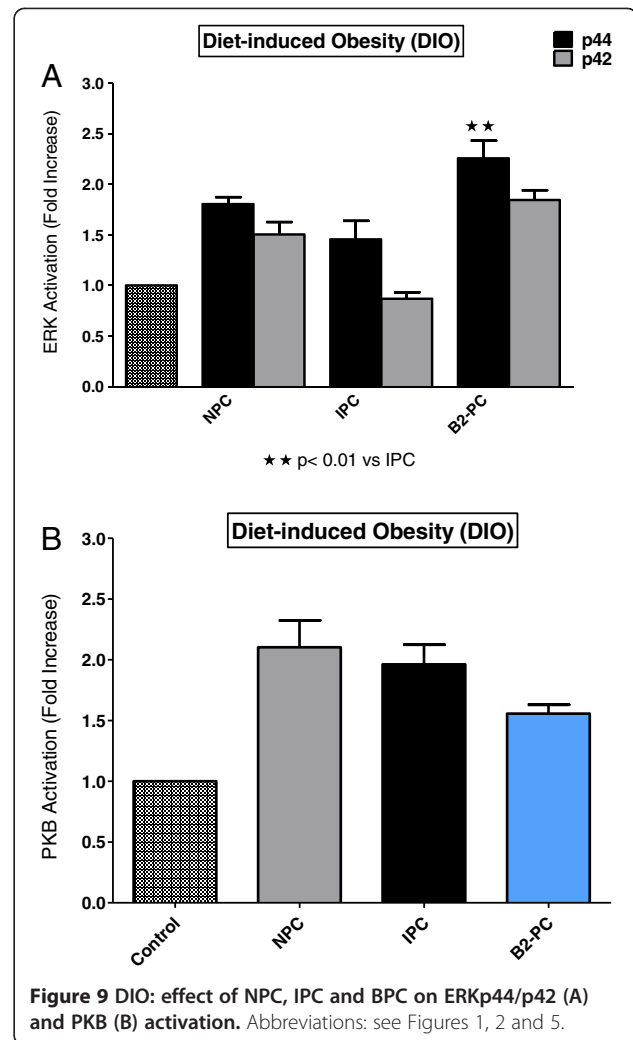 Diet-induced Obesity (DIO)
p44
p42
A
ERK Activation (Fold Increase)
3.0
2.5
2.0
1.5
1.0
0.5
0.0
NPC
IPC
B2-PC
★★
★★ p< 0.01 vs IPC
B
Diet-induced Obesity (DIO)
PKB Activation (Fold Increase)
3.0
2.5
2.0
1.5
1.0
0.5
0.0
Control
NPC
IPC
B2-PC
Figure 9 DIO: effect of NPC, IPC and BPC on ERKp44/p42 (A)
and PKB (B) activation. Abbreviations: see Figures 1, 2 and 5.